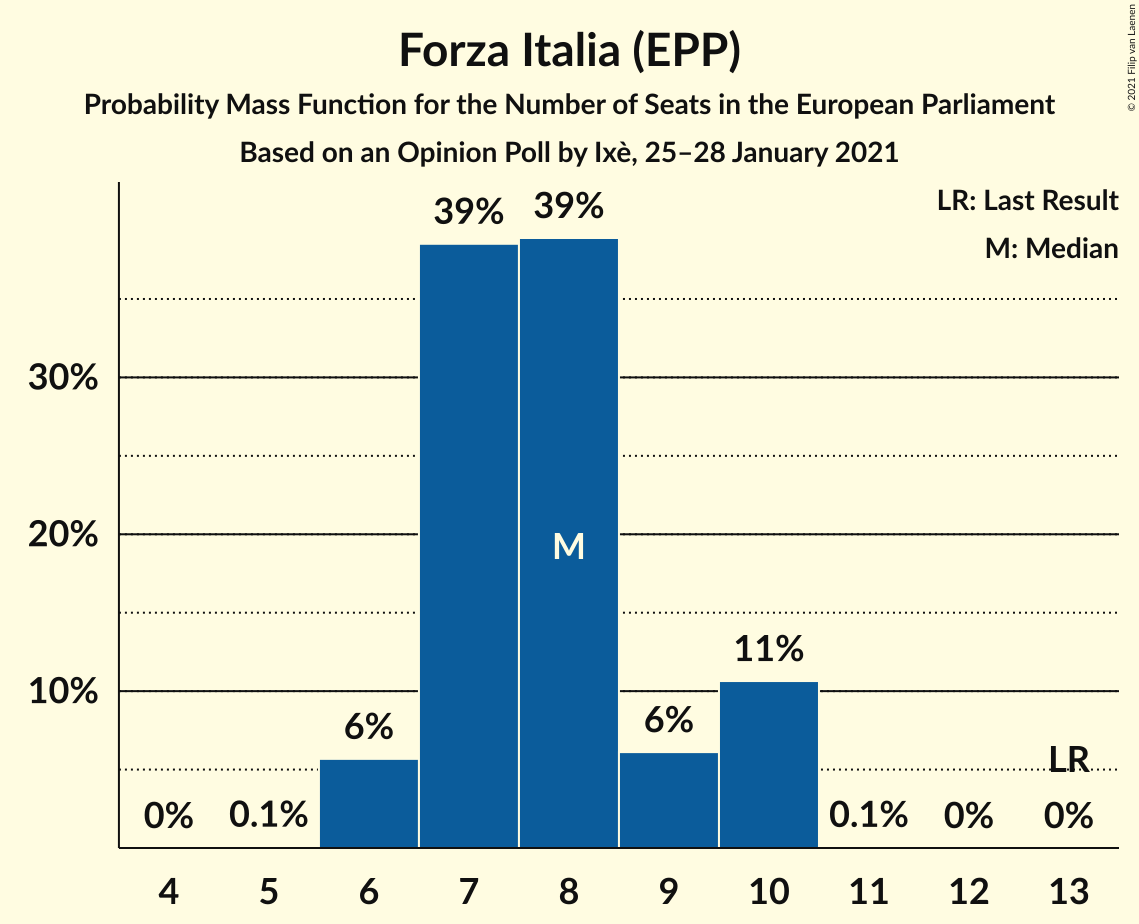 Forza Italia (EPP)
Probability Mass Function for the Number of Seats in the European Parliament
Based on an Opinion Poll by Ixè, 25–28 January 2021
© 2021 Filip van Laenen
LR: Last Result
M: Median
39%
39%
30%
20%
M
11%
10%
6%
6%
LR
0%
0.1%
0.1%
0%
0%
4
5
6
7
8
9
10
11
12
13